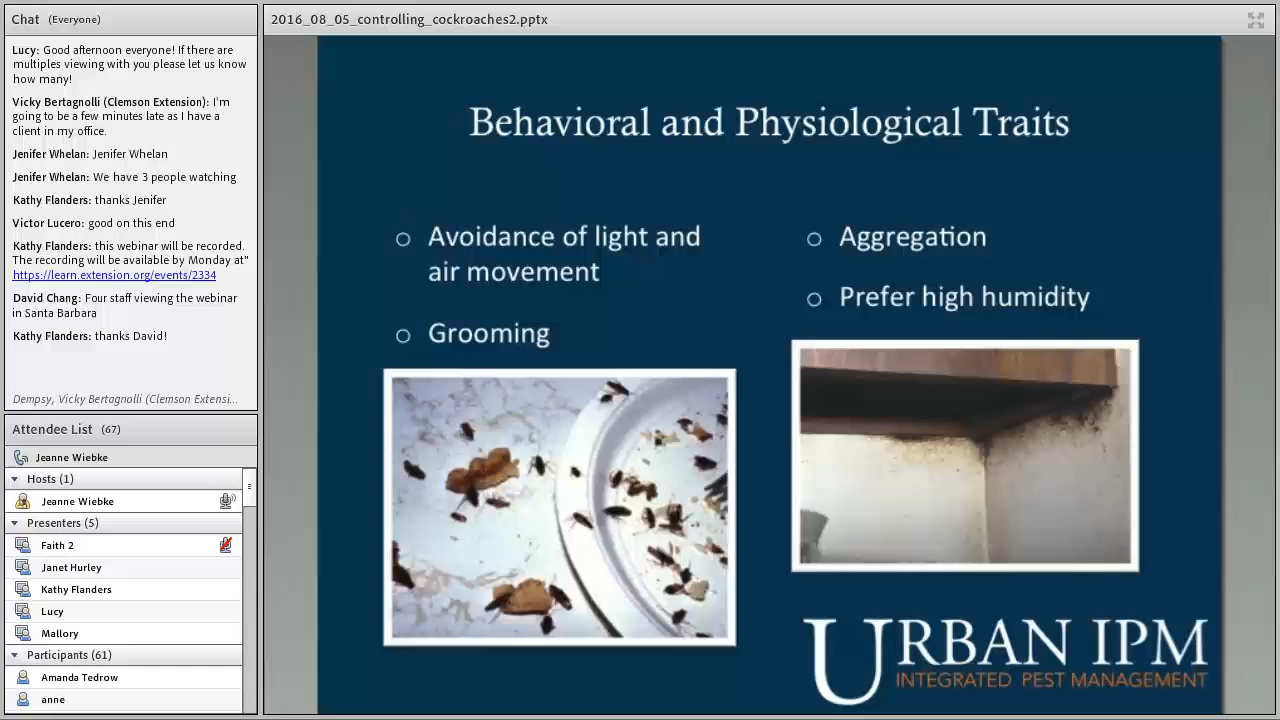 Chat (Everyone)
Lucy: Good afternoon everyone! If there are
multiples viewing with you please let us know
how many!
Vicky Bertagnolli (Clemson Extension): I'm
going to be a few minutes late as I have a
client in my office.
Jenifer Whelan: Jenifer Whelan
Jenifer Whelan: We have 3 people watching
Kathy Flanders: thanks Jenifer
Victor Lucero: good on this end
Kathy Flanders: this webinar will be recorded.
The recording will be available by Monday at"
https://learn.extension.org/events/2334
David Chang: Four staff viewing the webinar
in Santa Barbara
Kathy Flanders: thanks David!
Dempsy, Vicky Bertagnolli (Clemson Extensi...
Attendee List (67)
Jeanne Wiebke
Hosts (1)
Jeanne Wiebke
Presenters (5)
Faith 2
Janet Hurley
Kathy Flanders
Lucy
Mallory
Participants (61)
Amanda Tedrow
anne
2016_08_05_controlling_cockroaches2.pptx
Behavioral and Physiological Traits
Avoidance of light and
air movement
Grooming
Aggregation
Prefer high humidity
URBAN IPM
INTEGRATED PEST MANAGEMENT